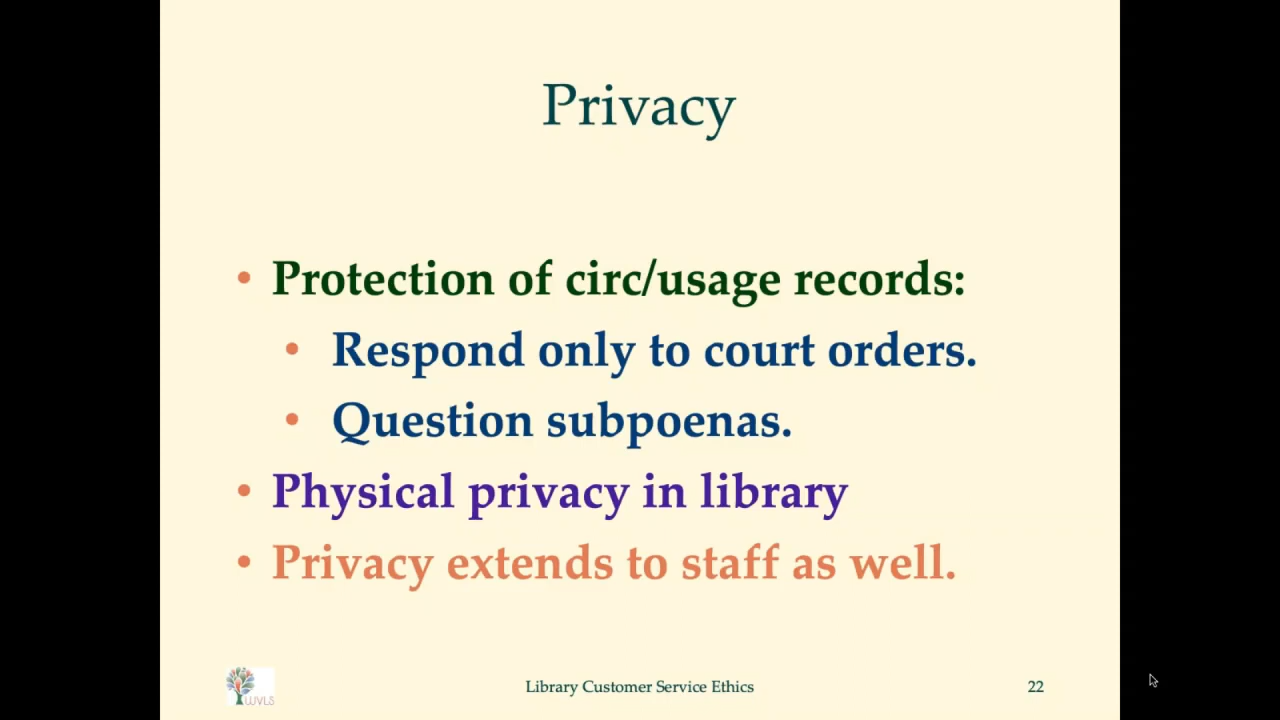 Privacy
• Protection of circ/usage records:
• Respond only to court orders.
• Question subpoenas.
• Physical privacy in library
• Privacy extends to staff as well.
WVLS
Library Customer Service Ethics
22